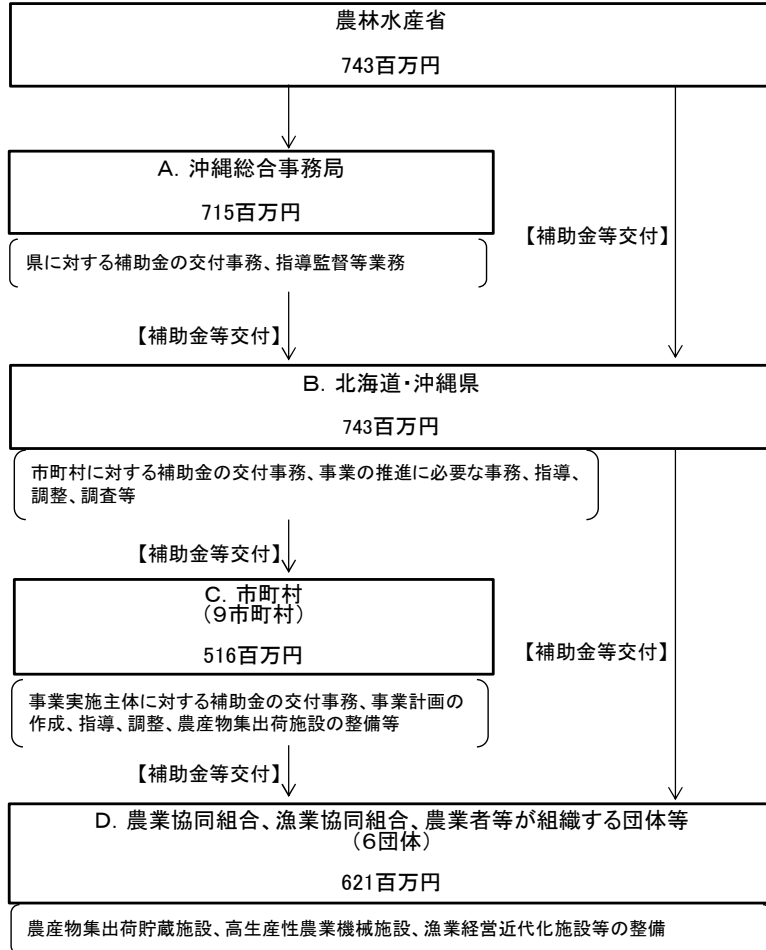 農林水産省
743百万円
A．沖縄総合事務局
715百万円
【補助金等交付】
県に対する補助金の交付事務、指導監督等業務
【補助金等交付】
B．北海道・沖縄県
743百万円
市町村に対する補助金の交付事務、事業の推進に必要な事務、指導、
調整、調査等
【補助金等交付】
C．市町村
（9市町村）
516百万円
【補助金等交付】
事業実施主体に対する補助金の交付事務、事業計画の
作成、指導、調整、農産物集出荷施設の整備等
【補助金等交付】
D．農業協同組合、漁業協同組合、農業者等が組織する団体等
（6団体）
621百万円
農産物集出荷貯蔵施設、高生産性農業機械施設、漁業経営近代化施設等の整備